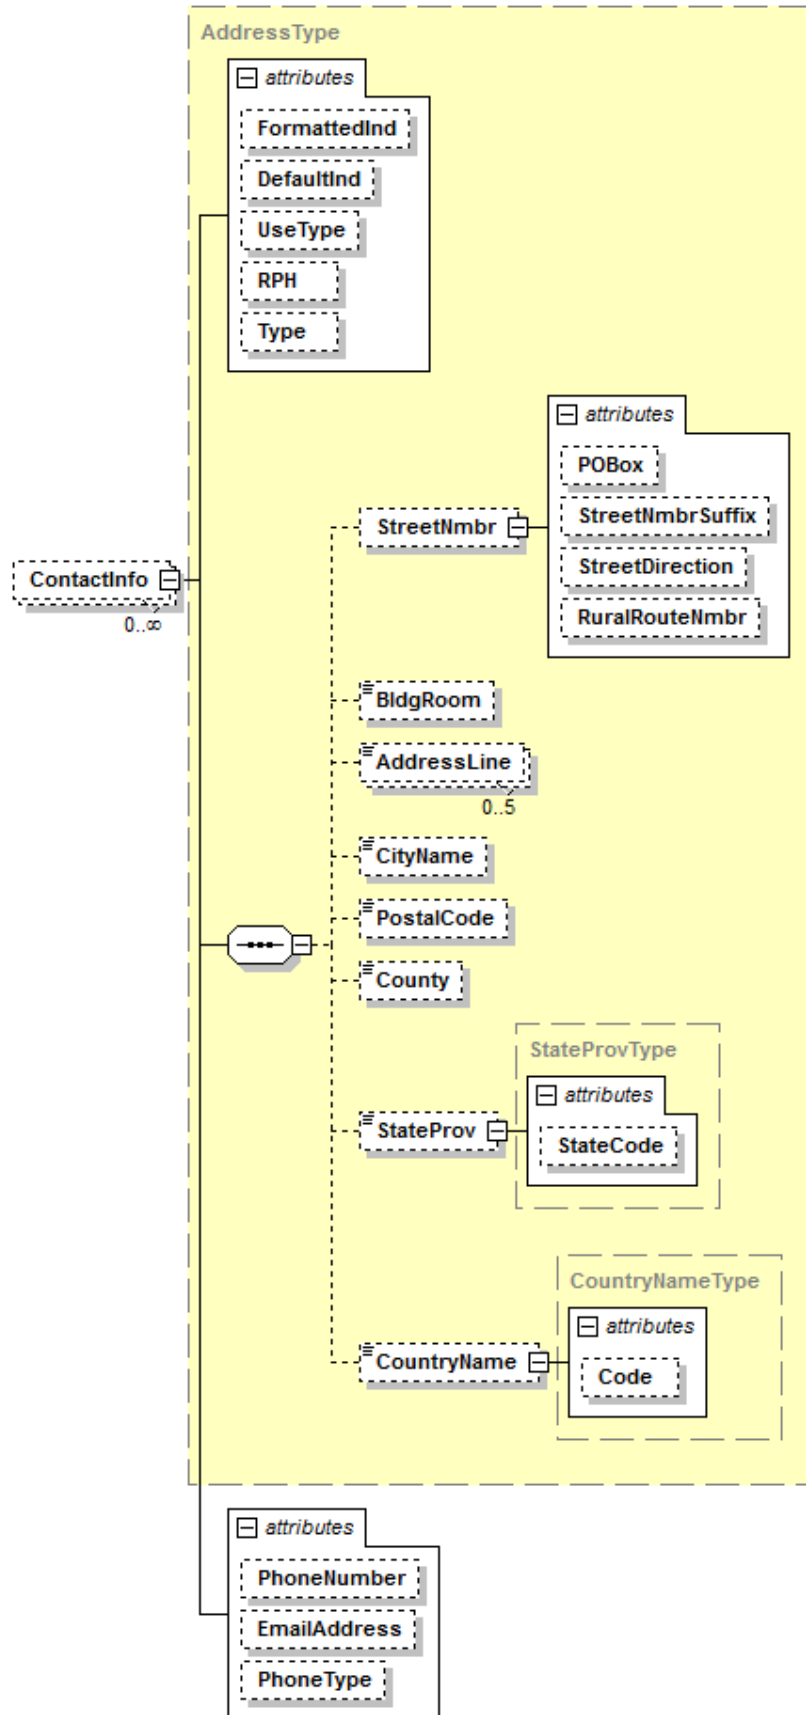 AddressType
attributes
FormattedInd
DefaultInd
UseType
RPH
Type
attributes
POBox
StreetNmbr
StreetNmbrSuffix
StreetDirection
RuralRouteNmbr
ContactInfo
0..∞
BldgRoom
AddressLine
0..5
CityName
PostalCode
County
StateProvType
attributes
StateProv
StateCode
CountryNameType
attributes
CountryName
Code
attributes
PhoneNumber
EmailAddress
PhoneType